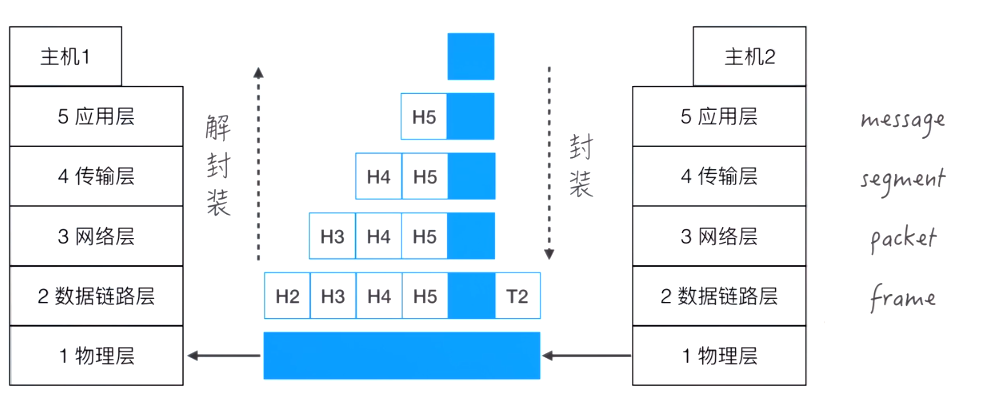 主机1
主机2
5 应用层
H5
5 应用层
message
解封装
封装
4 传输层
H4 H5
4 传输层
segment
3 网络层
H3 H4 H5
3 网络层
packet
2 数据链路层
H2 H3 H4 H5 T2
2 数据链路层
frame
1 物理层
1 物理层